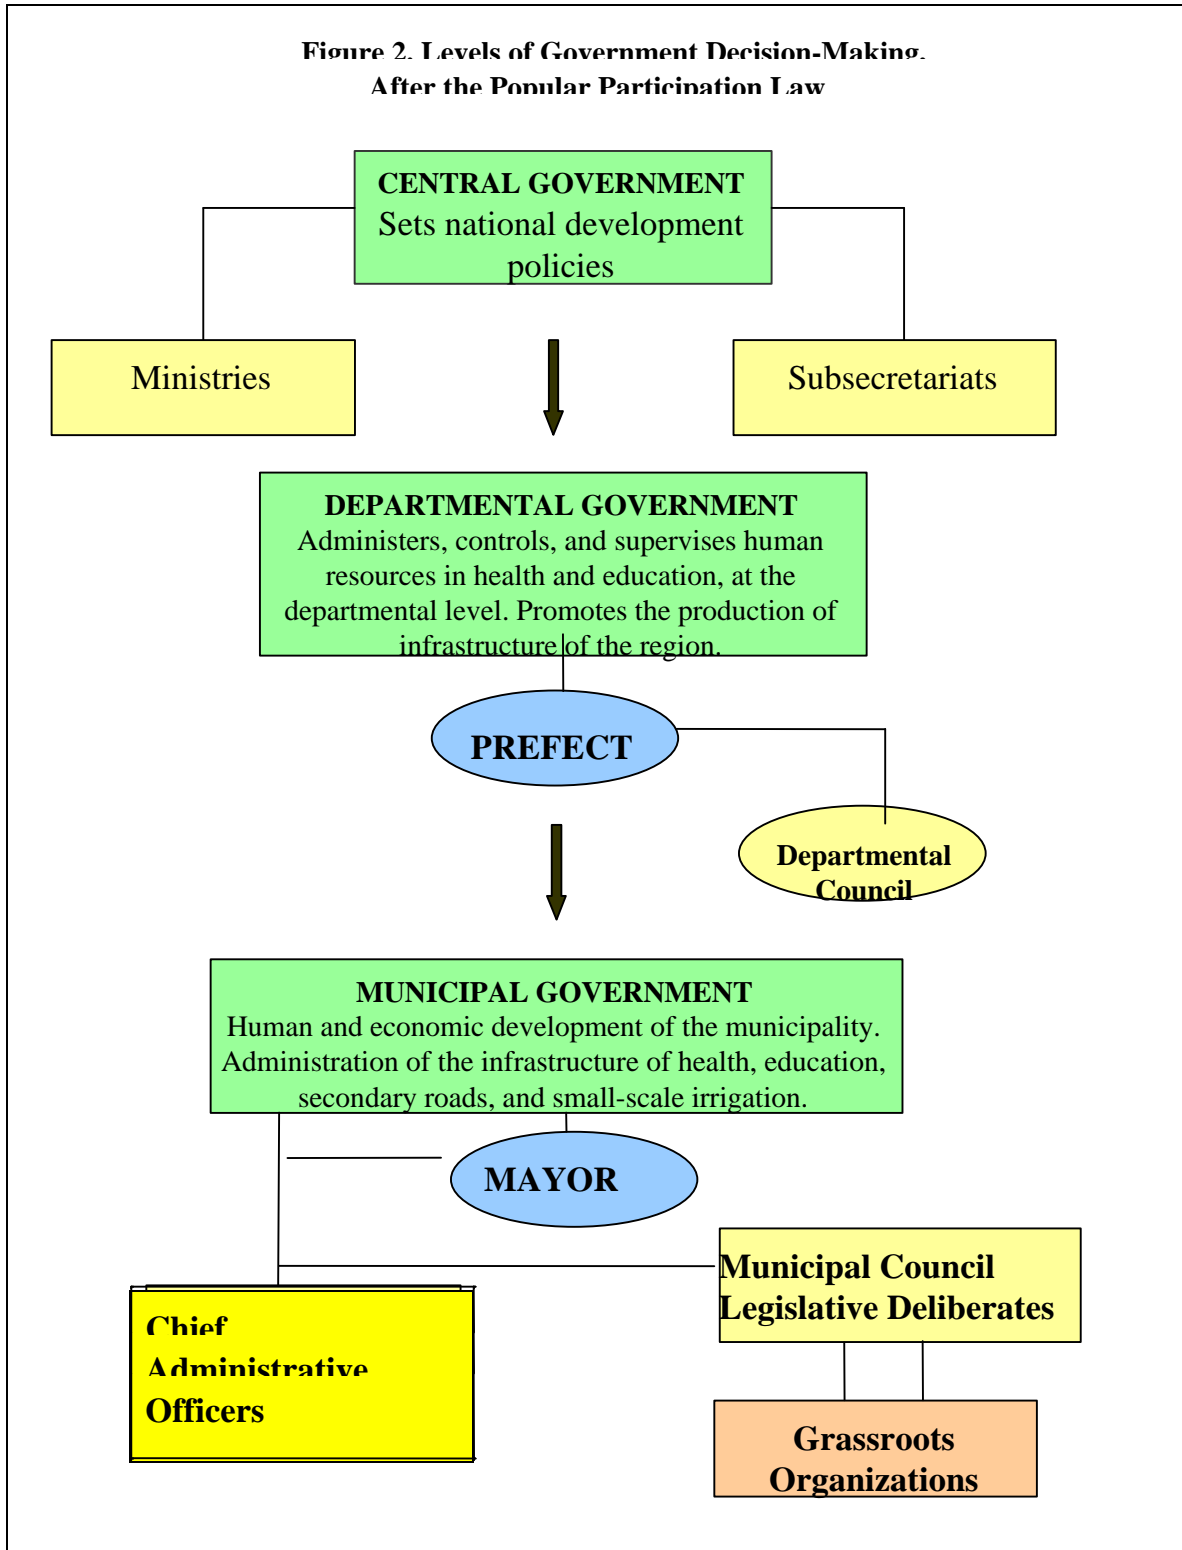 Figure 2. Levels of Government Decision-Making,
After the Popular Participation Law
CENTRAL GOVERNMENT
Sets national development
policies
Ministries
Subsecretariats
DEPARTMENTAL GOVERNMENT
Administers, controls, and supervises human
resources in health and education, at the
departmental level. Promotes the production of
infrastructure of the region.
PREFECT
Departmental
Council
MUNICIPAL GOVERNMENT
Human and economic development of the municipality.
Administration of the infrastructure of health, education,
secondary roads, and small-scale irrigation.
MAYOR
Municipal Council
Legislative Deliberates
Chief
Administrative
Officers
Grassroots
Organizations